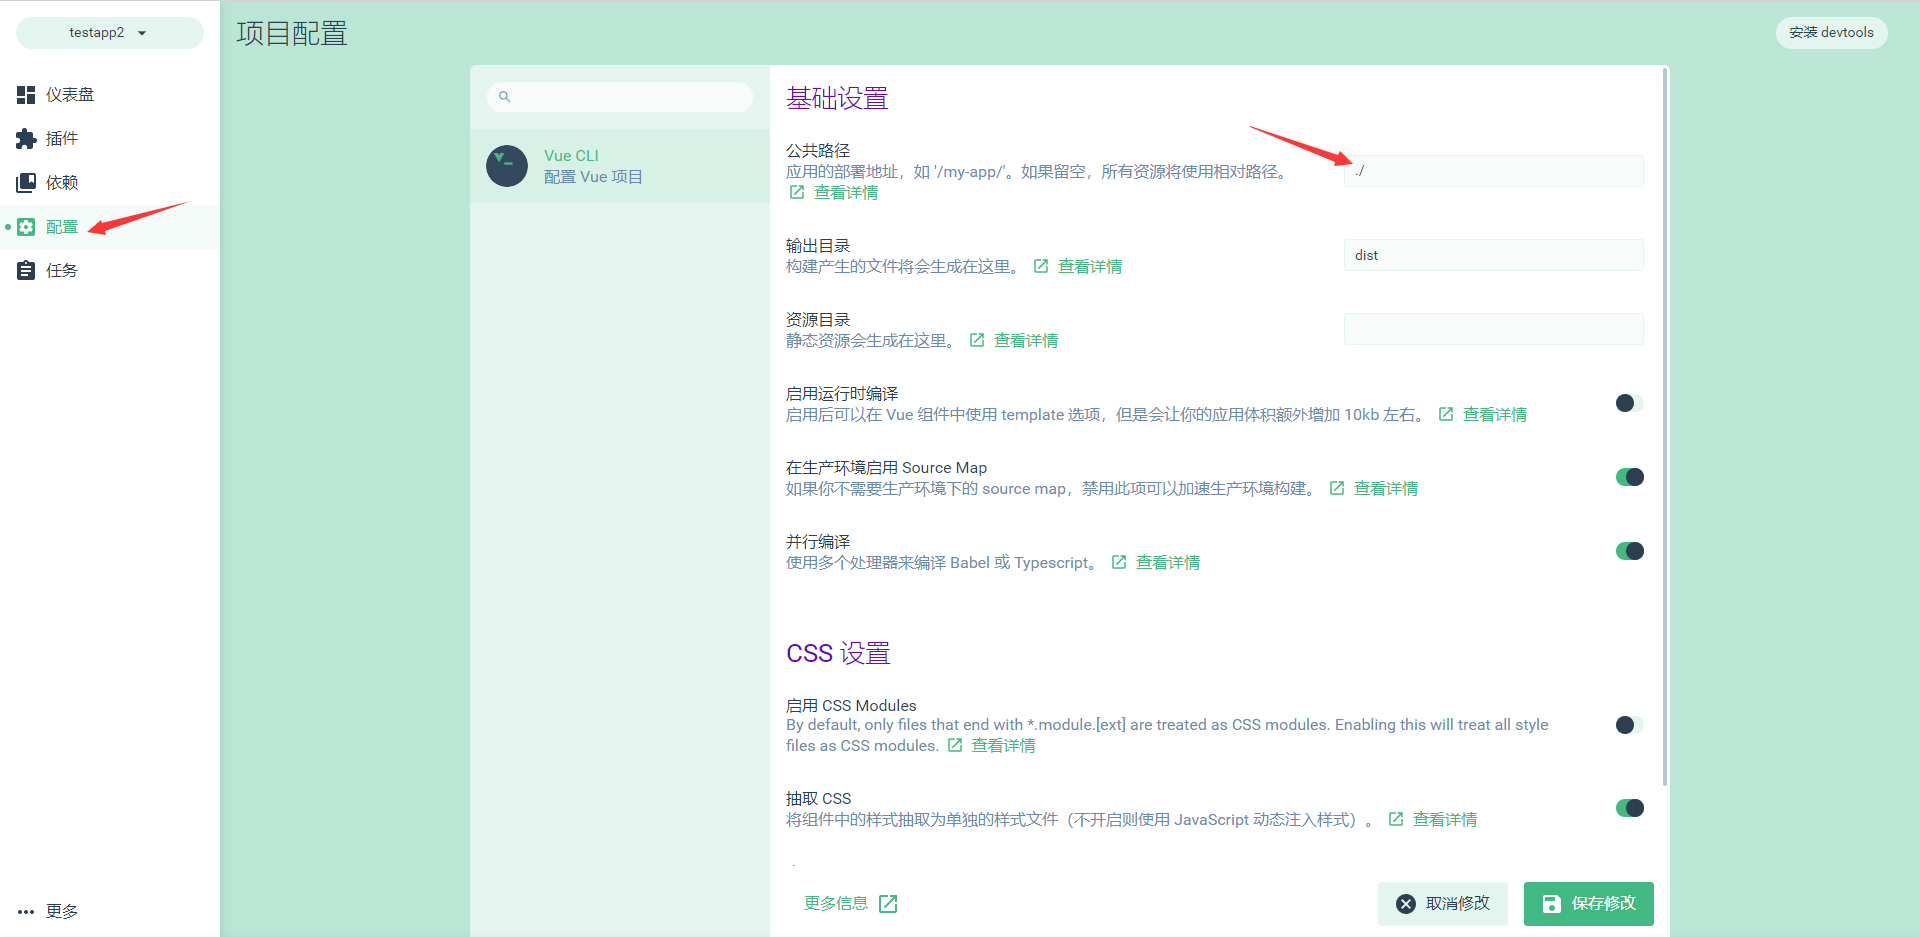 testapp2
项目配置
安装 devtools
仪表盘
插件
依赖
配置
任务
更多
Vue CLI
配置 Vue 项目
基础设置
公共路径
应用的部署地址，如 '/my-app/'。如果留空，所有资源将使用相对路径。
查看详情
./
输出目录
构建产生的文件将会生成在这里。 查看详情
dist
资源目录
静态资源会生成在这里。 查看详情
启用运行时编译
启用后可以在 Vue 组件中使用 template 选项，但是会让你的应用体积额外增加 10kb 左右。 查看详情
在生产环境启用 Source Map
如果你不需要生产环境下的 source map，禁用此项可以加速生产环境构建。 查看详情
并行编译
使用多个处理器来编译 Babel 或 Typescript。 查看详情
CSS 设置
启用 CSS Modules
By default, only files that end with *.module.[ext] are treated as CSS modules. Enabling this will treat all style
files as CSS modules. 查看详情
抽取 CSS
将组件中的样式抽取为单独的样式文件（不开启则使用 JavaScript 动态注入样式）。 查看详情
更多信息
取消修改
保存修改